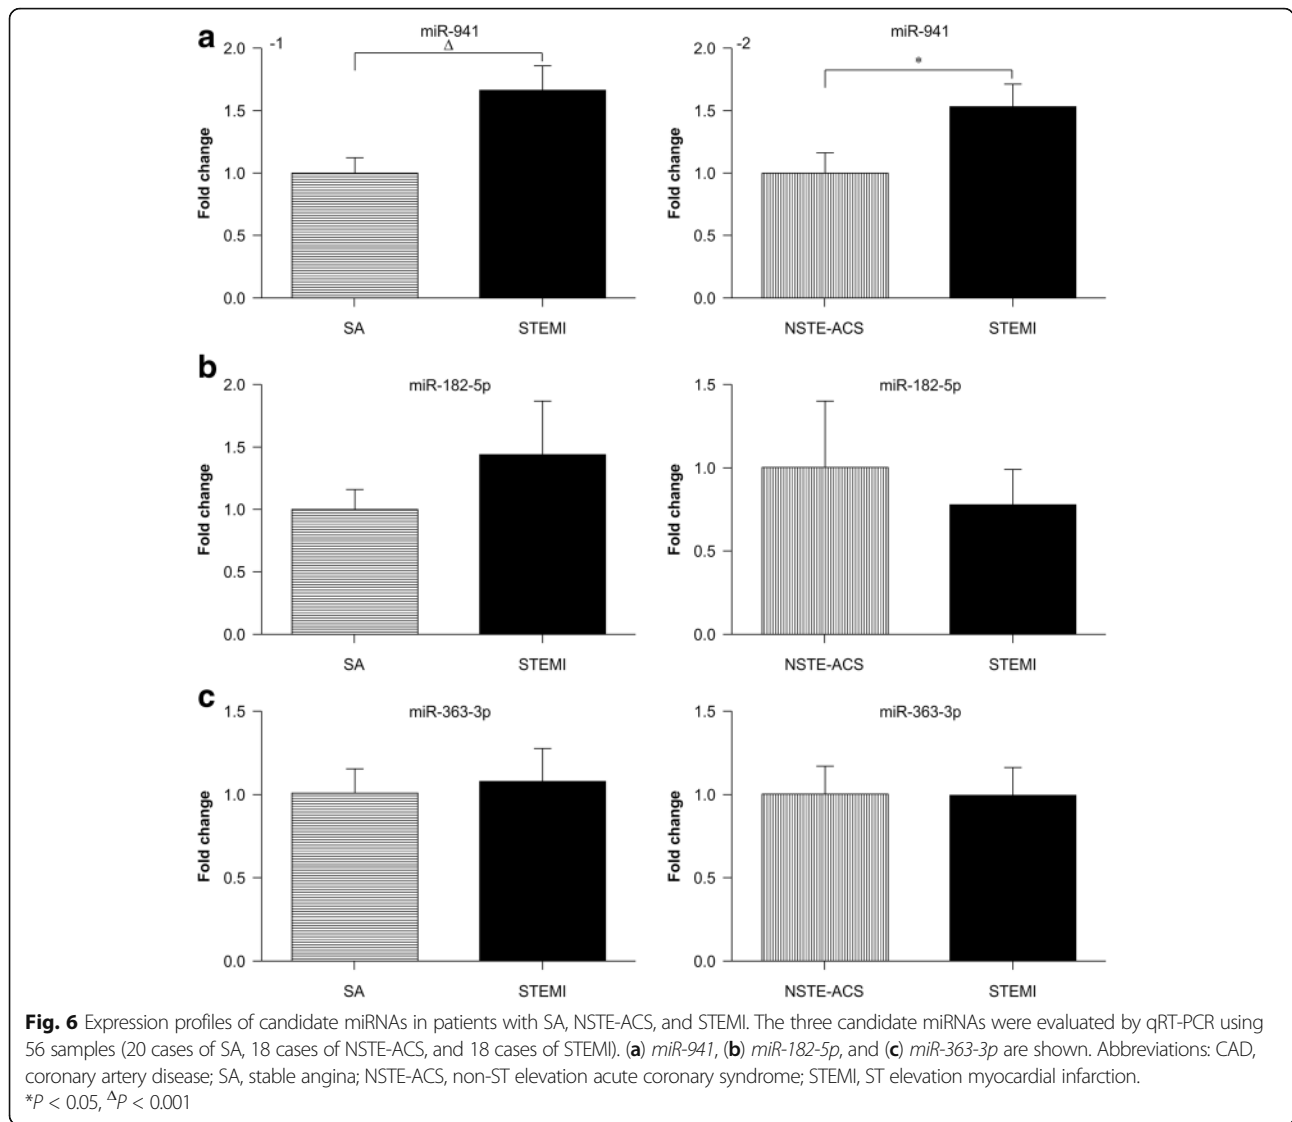 a
miR-941
Δ
-1
2.0
1.5
1.0
0.5
0.0
Fold change
SA STEMI
miR-941
*
-2
2.0
1.5
1.0
0.5
0.0
Fold change
NSTE-ACS STEMI
b
miR-182-5p
2.0
1.5
1.0
0.5
0.0
Fold change
SA STEMI
miR-182-5p
1.5
1.0
0.5
0.0
Fold change
NSTE-ACS STEMI
c
miR-363-3p
1.5
1.0
0.5
0.0
Fold change
SA STEMI
miR-363-3p
1.5
1.0
0.5
0.0
Fold change
NSTE-ACS STEMI
Fig. 6 Expression profiles of candidate miRNAs in patients with SA, NSTE-ACS, and STEMI. The three candidate miRNAs were evaluated by qRT-PCR using
56 samples (20 cases of SA, 18 cases of NSTE-ACS, and 18 cases of STEMI). (a) miR-941, (b) miR-182-5p, and (c) miR-363-3p are shown. Abbreviations: CAD,
coronary artery disease; SA, stable angina; NSTE-ACS, non-ST elevation acute coronary syndrome; STEMI, ST elevation myocardial infarction.
*P < 0.05, ΔP < 0.001